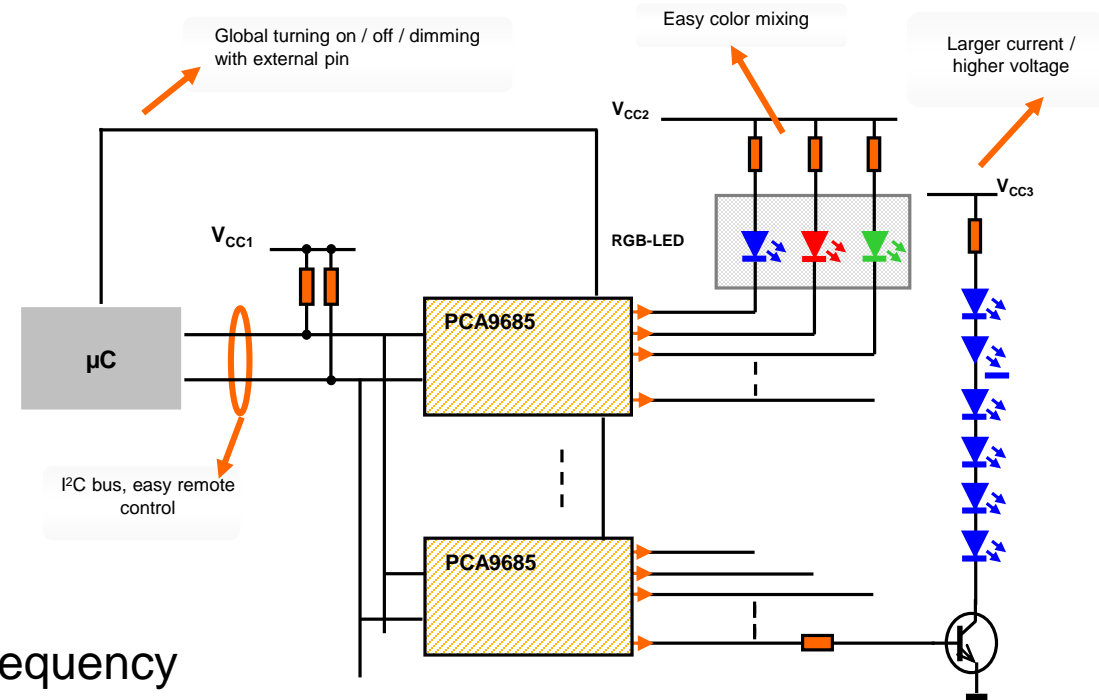 Global turning on / off / dimming
with external pin
Easy color mixing
Larger current /
higher voltage
VCC2
VCC3
VCC1
RGB-LED
PCA9685
µC
I²C bus, easy remote
control
PCA9685
equency